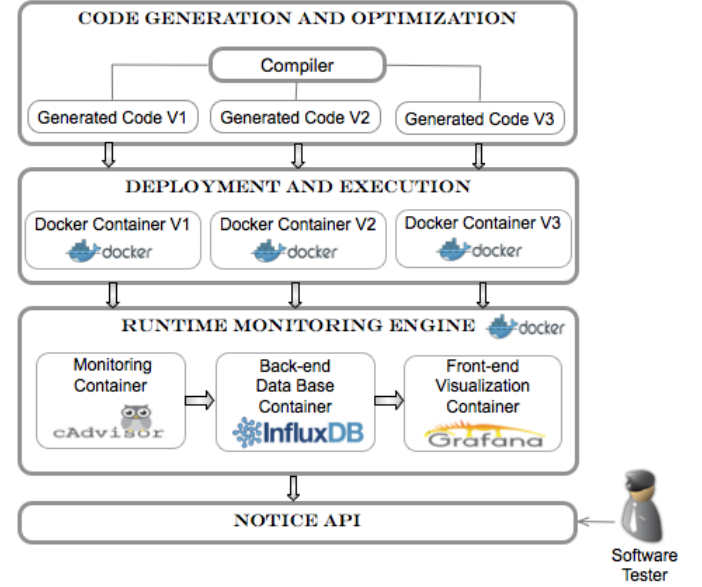 CODE GENERATION AND OPTIMIZATION
Compiler
Generated Code V1
Generated Code V2
Generated Code V3
DEPLOYMENT AND EXECUTION
Docker Container V1
docker
Docker Container V2
docker
Docker Container V3
docker
RUNTIME MONITORING ENGINE
docker
Monitoring
Container
cAdvisor
Back-end
Data Base
Container
InfluxDB
Front-end
Visualization
Container
Grafana
NOTICE API
Software
Tester